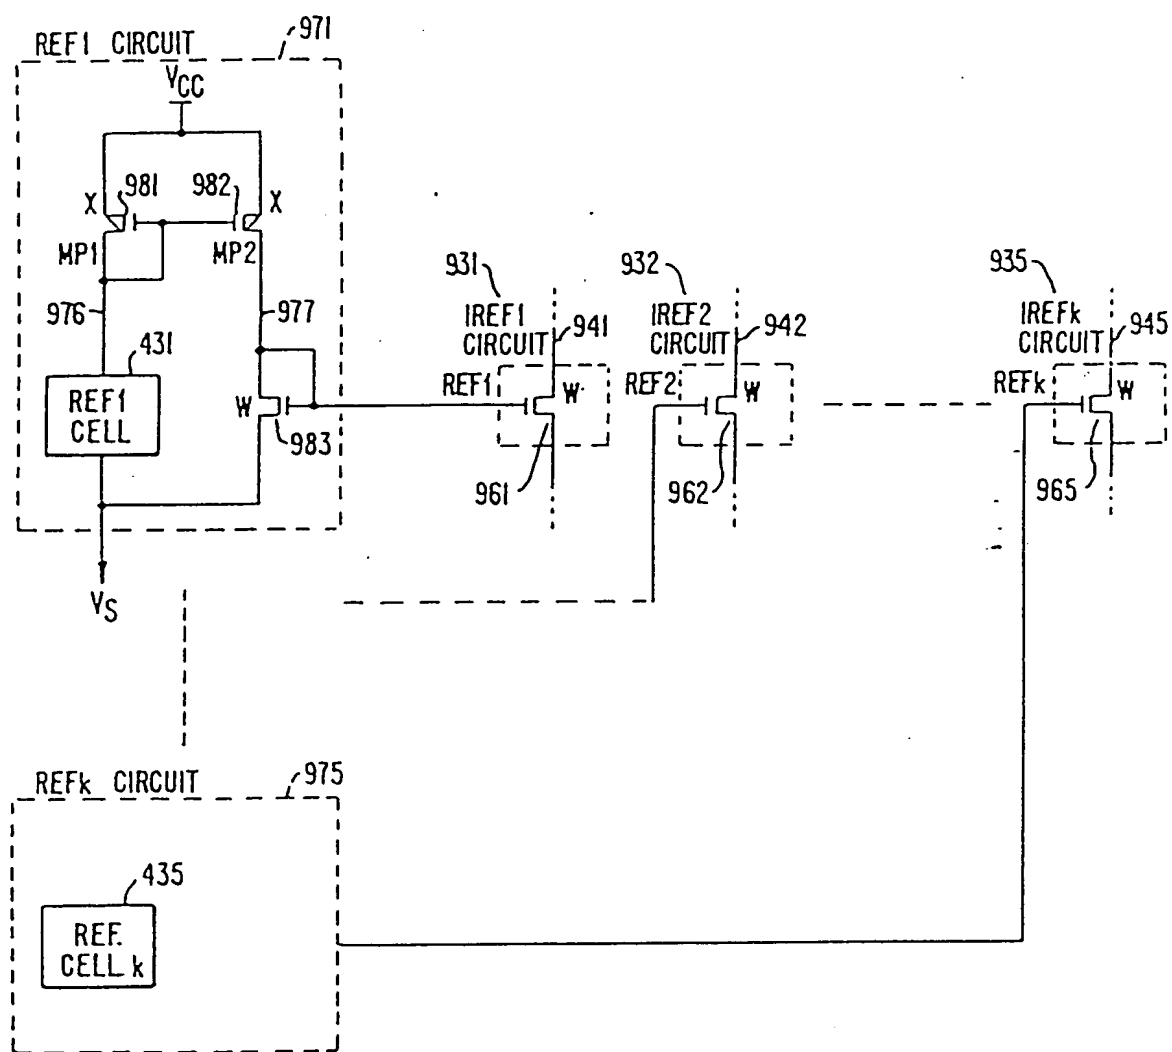 REF1 CIRCUIT
971
VCC
X
981
982
X
MP1
MP2
976
977
431
REF1
CELL
W
983
VS
931
IREF1
CIRCUIT
941
REF1
W
961
932
IREF2
CIRCUIT
942
REF2
W
962
935
IREFk
CIRCUIT
945
REFk
W
965
REFk CIRCUIT
975
435
REF.
CELL k